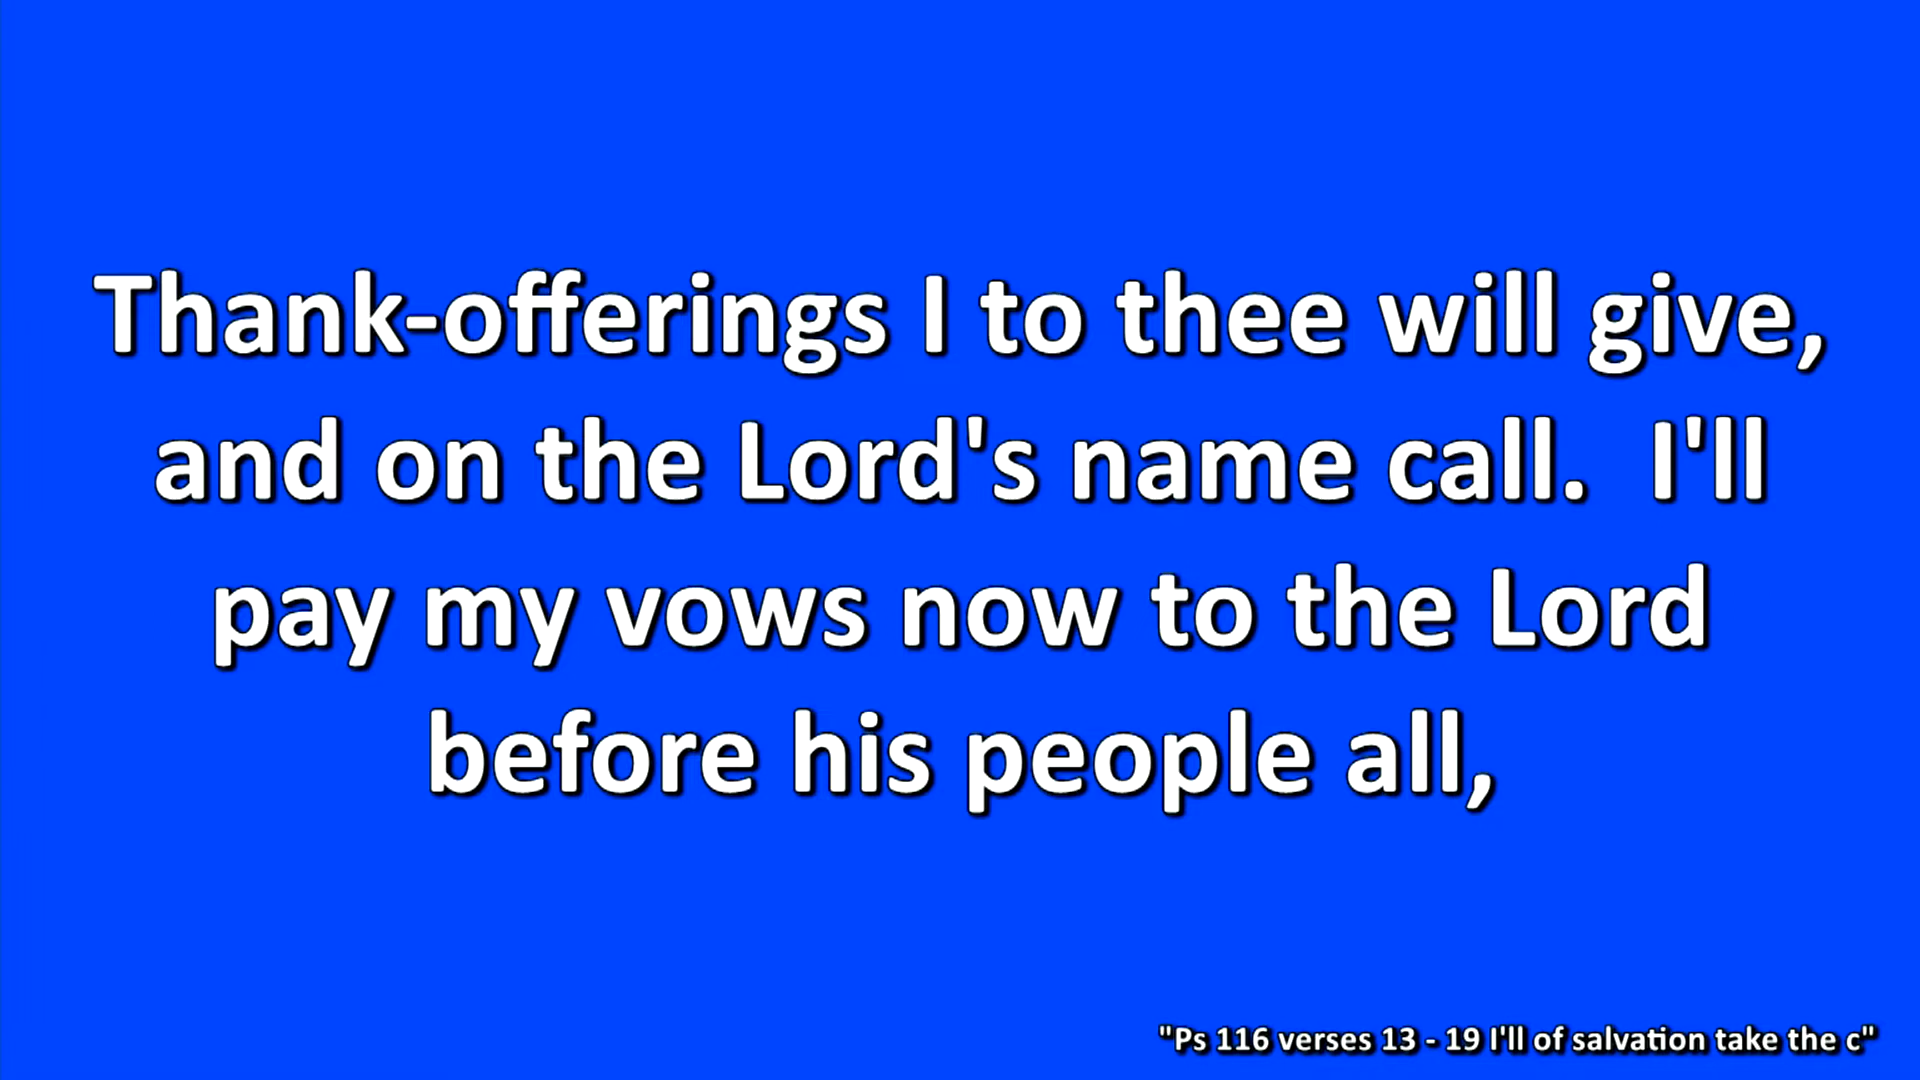 Thank-offerings I to thee will give,
and on the Lord's name call.  I'll
pay my vows now to the Lord
before his people all,
"Ps 116 verses 13 - 19 I'll of salvation take the c"